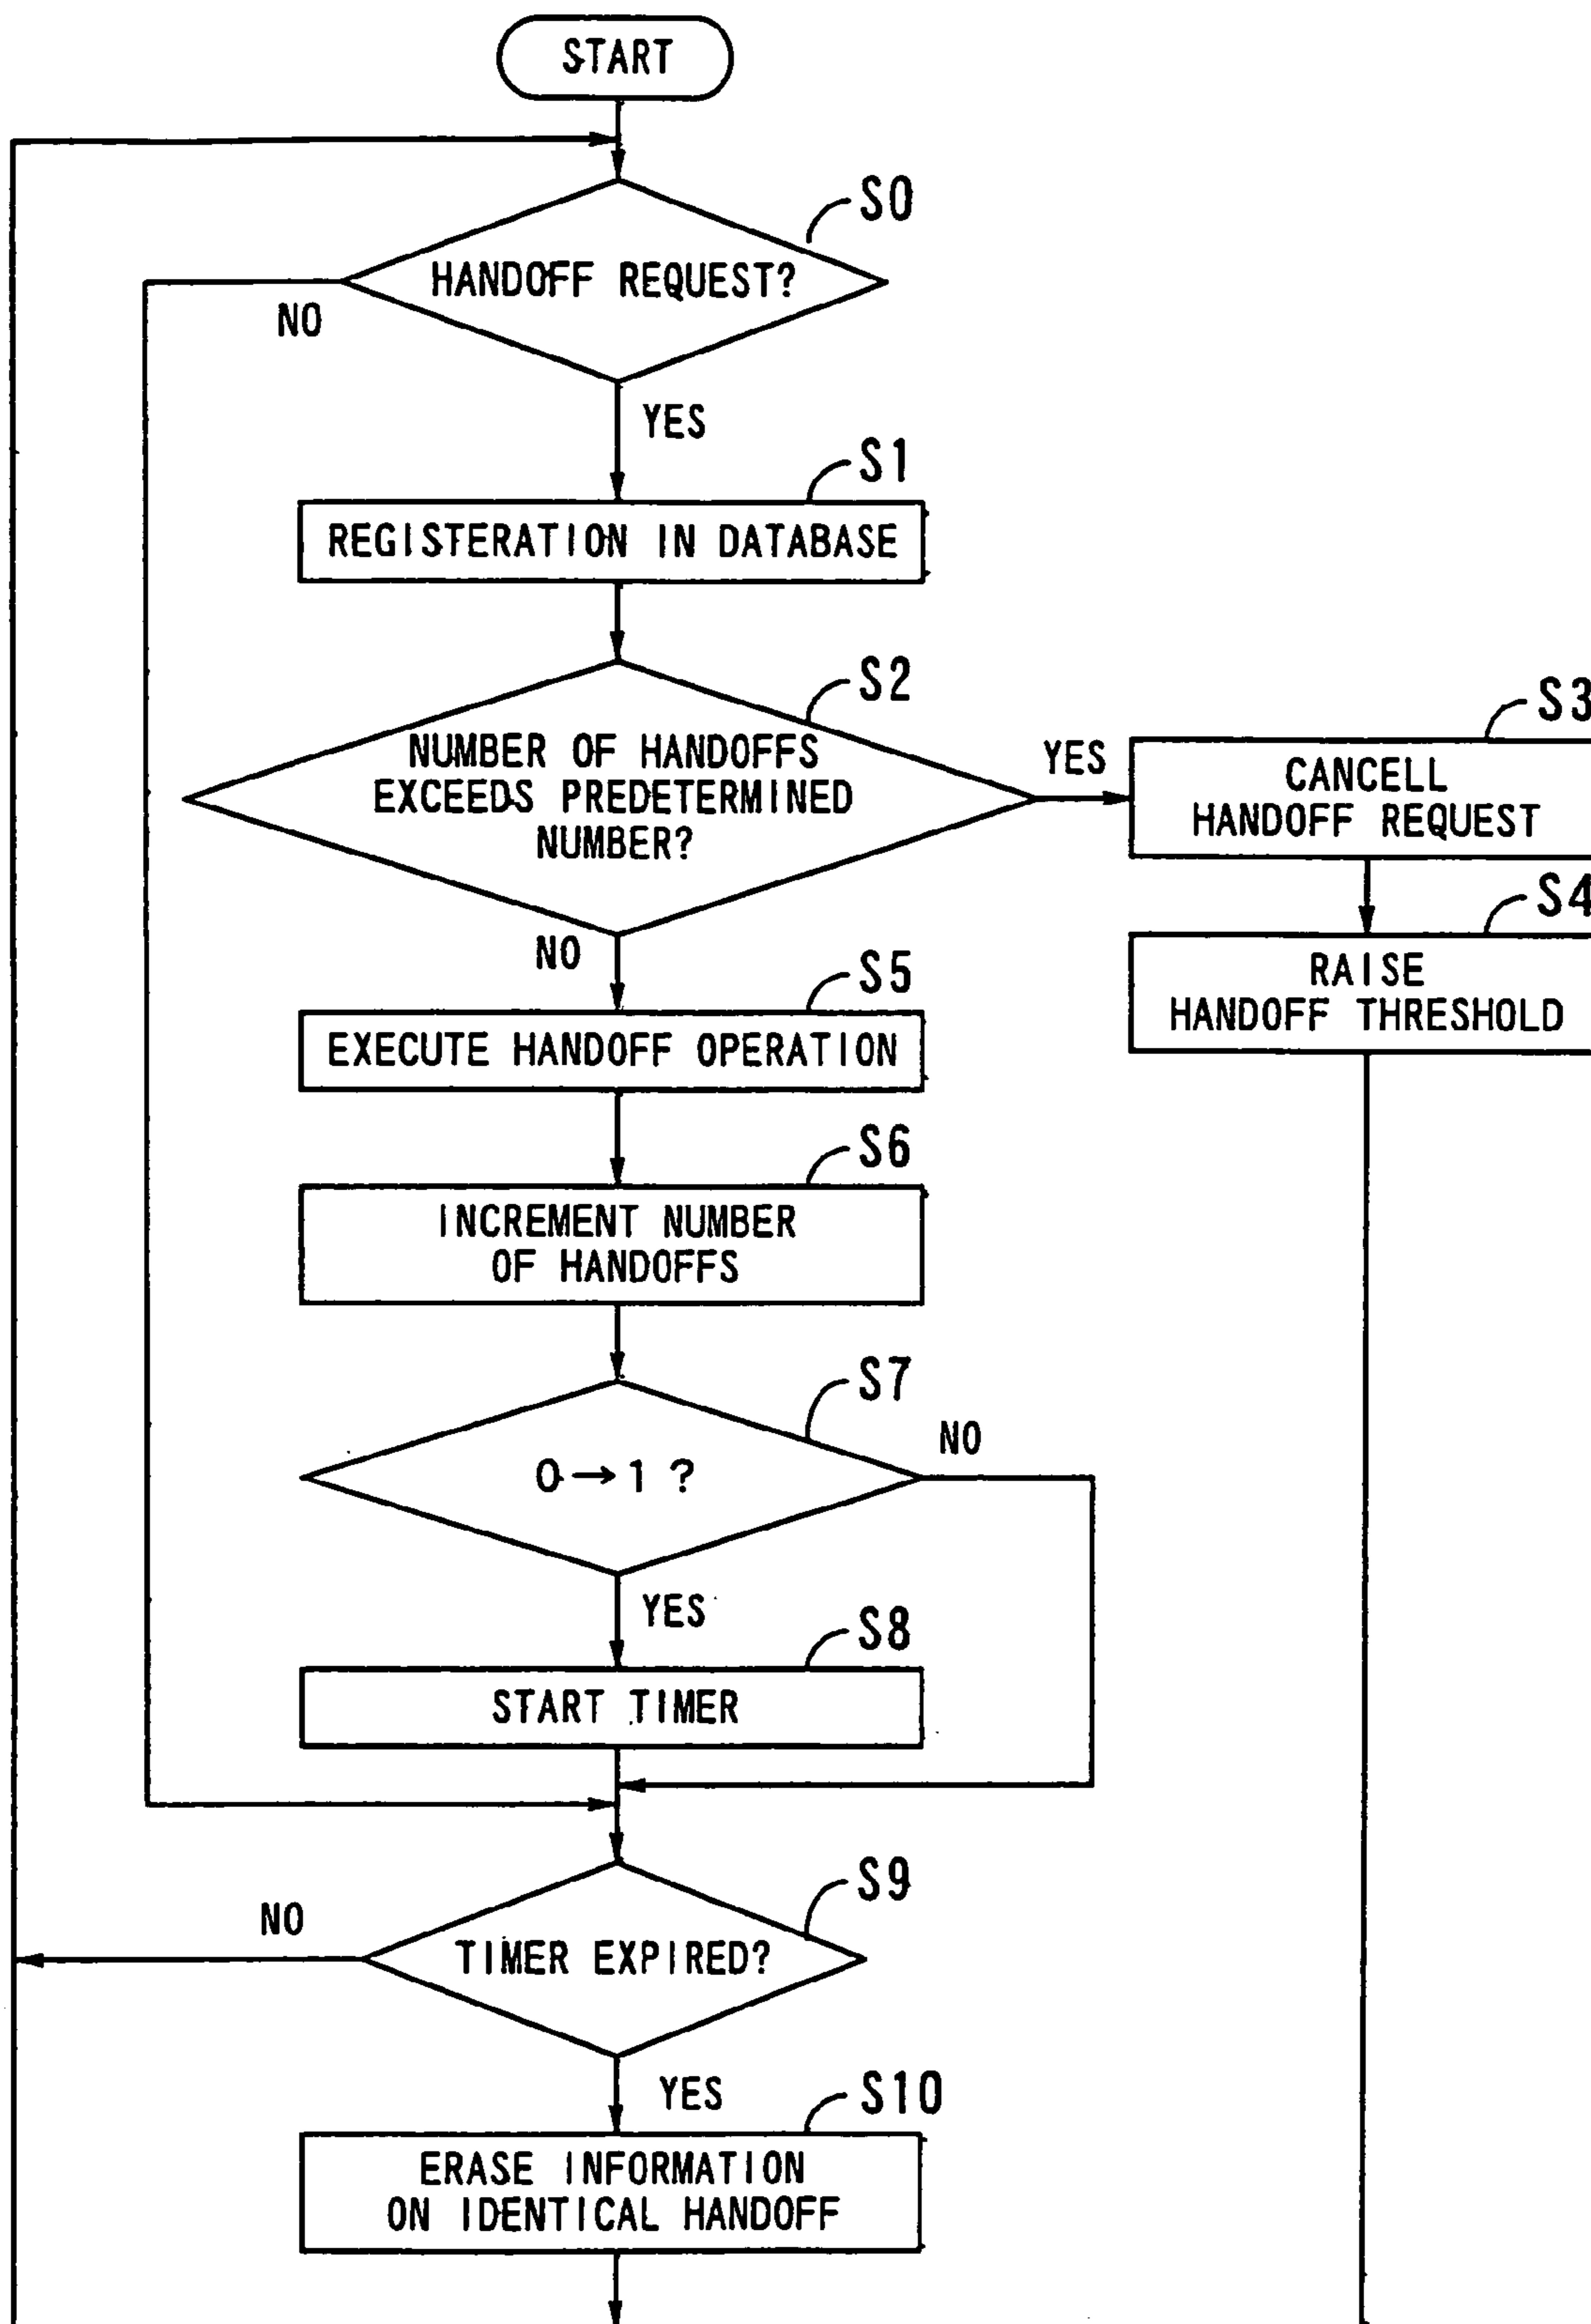 START
S0
HANDOFF REQUEST?
NO
YES
S1
REGISTERATION IN DATABASE
S2
NUMBER OF HANDOFFS
EXCEEDS PREDETERMINED
NUMBER?
YES
S3
CANCELL
HANDOFF REQUEST
S4
RAISE
HANDOFF THRESHOLD
NO
S5
EXECUTE HANDOFF OPERATION
S6
INCREMENT NUMBER
OF HANDOFFS
S7
0→1 ?
NO
YES
S8
START TIMER
S9
NO
TIMER EXPIRED?
YES
S10
ERASE INFORMATION
ON IDENTICAL HANDOFF